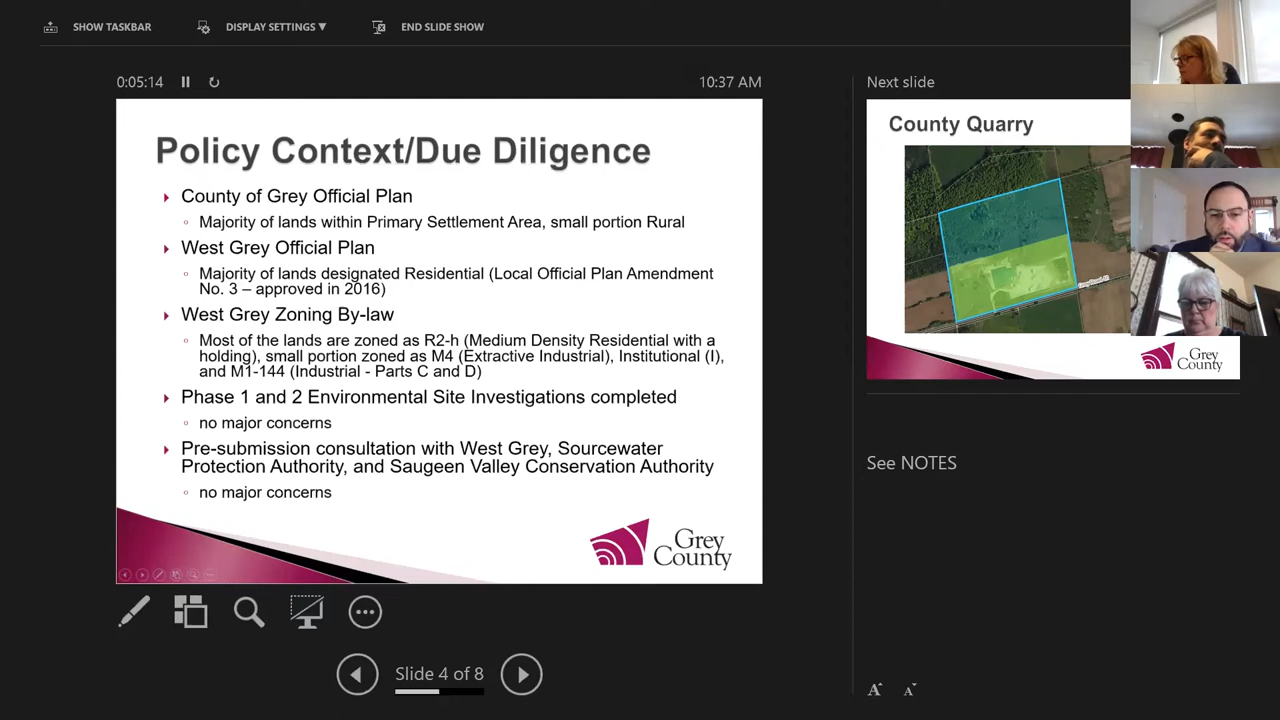 SHOW TASKBAR
DISPLAY SETTINGS ▼
END SLIDE SHOW
0:05:14
10:37 AM
Policy Context/Due Diligence
County of Grey Official Plan
Majority of lands within Primary Settlement Area, small portion Rural
West Grey Official Plan
Majority of lands designated Residential (Local Official Plan Amendment
No. 3 – approved in 2016)
West Grey Zoning By-law
Most of the lands are zoned as R2-h (Medium Density Residential with a
holding), small portion zoned as M4 (Extractive Industrial), Institutional (I),
and M1-144 (Industrial - Parts C and D)
Phase 1 and 2 Environmental Site Investigations completed
no major concerns
Pre-submission consultation with West Grey, Sourcewater
Protection Authority, and Saugeen Valley Conservation Authority
no major concerns
Grey
County
Slide 4 of 8
Next slide
County Quarry
Grey
County
See NOTES
A
A